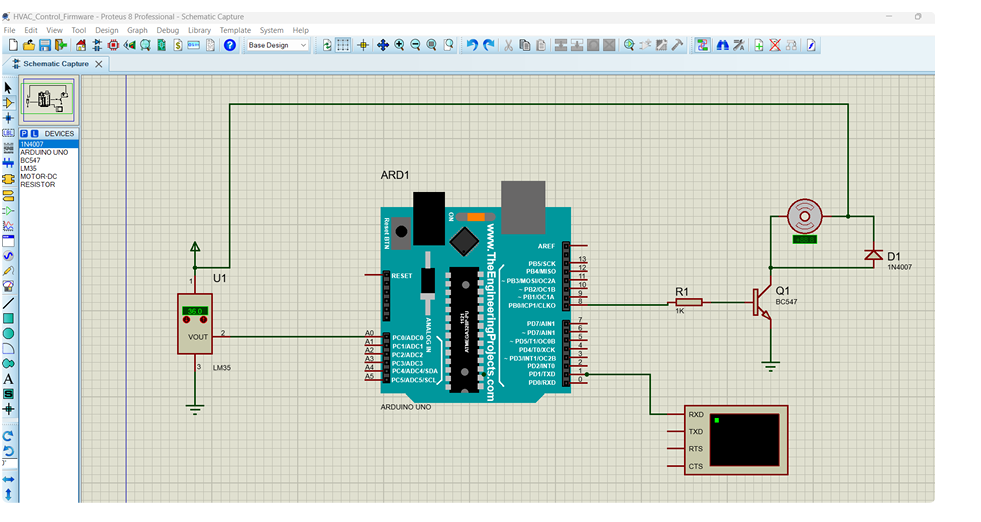 HVAC_Control_Firmware - Proteus 8 Professional - Schematic Capture
File Edit View Tool Design Graph Debug Library Template System Help
Base Design
Schematic Capture
P L DEVICES
1N4007
ARDUINO UNO
BC547
LM35
MOTOR-DC
RESISTOR
ARD1
Reset BTN
ON
www.TheEngineeringProjects.com
ANALOG IN
RESET
AREF
PB5/SCK 13
PB4/MISO 12
~ PB3/MOSI/OC2A 11
~ PB2/OC1B 10
~ PB1/OC1A 9
PB0/ICP1/CLKO 8
PD7/AIN1 7
~ PD7/AIN1 6
~ PD5/T1/OC0B 5
PD4/T0/XCK 4
~ PD3/INT1/OC2B 3
PD2/INT0 2
PD1/TXD 1
PD0/RXD 0
A0 PC0/ADC0
A1 PC1/ADC1
A2 PC2/ADC2
A3 PC3/ADC3
A4 PC4/ADC4/SDA
A5 PC5/ADC5/SCL
ARDUINO UNO
U1
1
36.0
VOUT 2
3
LM35
R1
1K
Q1
BC547
D1
1N4007
RXD
TXD
RTS
CTS